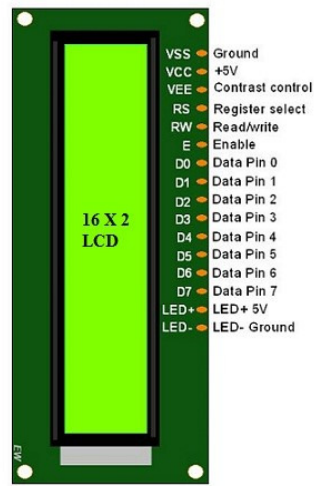 VSS Ground
VCC +5V
VEE Contrast control
RS Register select
RW Read/write
E Enable
D0 Data Pin 0
D1 Data Pin 1
D2 Data Pin 2
D3 Data Pin 3
D4 Data Pin 4
D5 Data Pin 5
D6 Data Pin 6
D7 Data Pin 7
LED+ LED+ 5V
LED- LED- Ground
16 X 2
LCD
EW